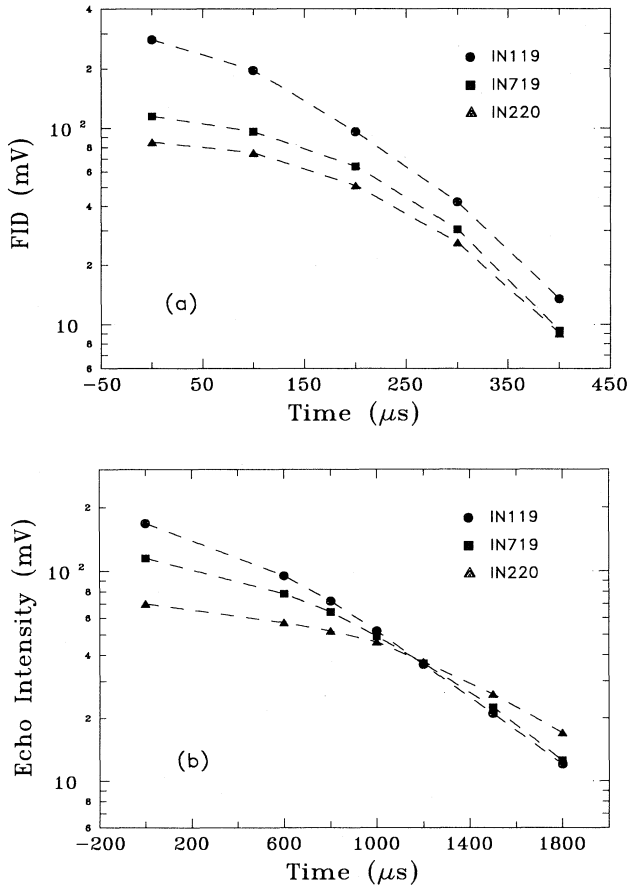 4
2
10²
8
6
4
2
10
8
6
FID (mV)
IN119
IN719
IN220
(a)
−50 50 150 250 350 450
Time (μs)
2
10²
8
6
4
2
10
8
6
Echo Intensity (mV)
IN119
IN719
IN220
(b)
−200 200 600 1000 1400 1800
Time (μs)